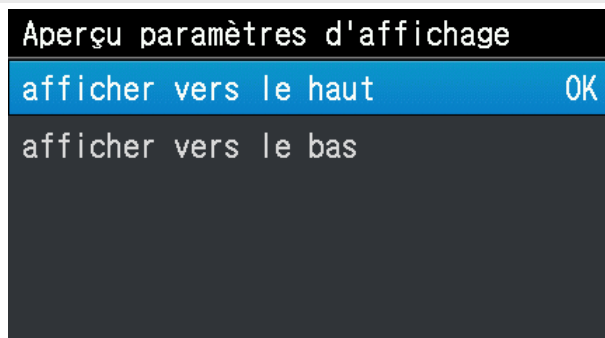 Aperçu paramètres d'affichage
afficher vers le haut OK
afficher vers le bas